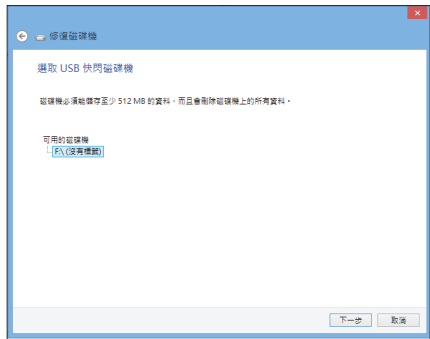 修復磁碟機
選取 USB 快閃磁碟機
磁碟機必須能儲存至少 512 MB 的資料，而且會刪除磁碟機上的所有資料。
可用的磁碟機
F:\ (沒有標籤)
下一步
取消